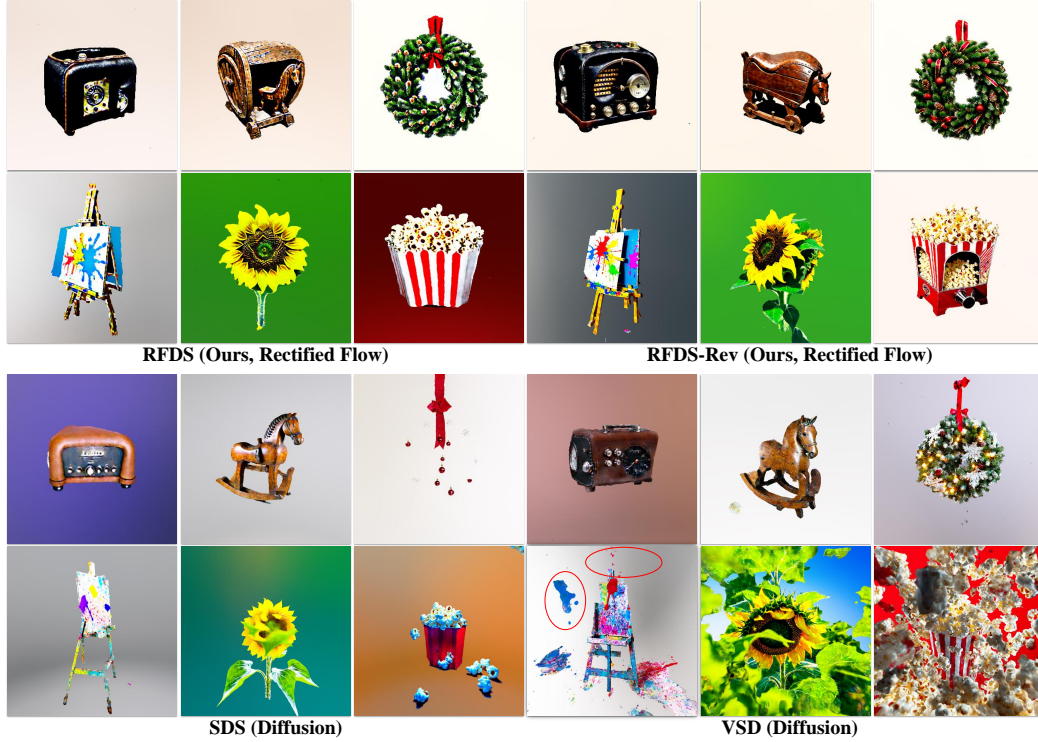 RFDS (Ours, Rectified Flow)
RFDS-Rev (Ours, Rectified Flow)
SDS (Diffusion)
VSD (Diffusion)